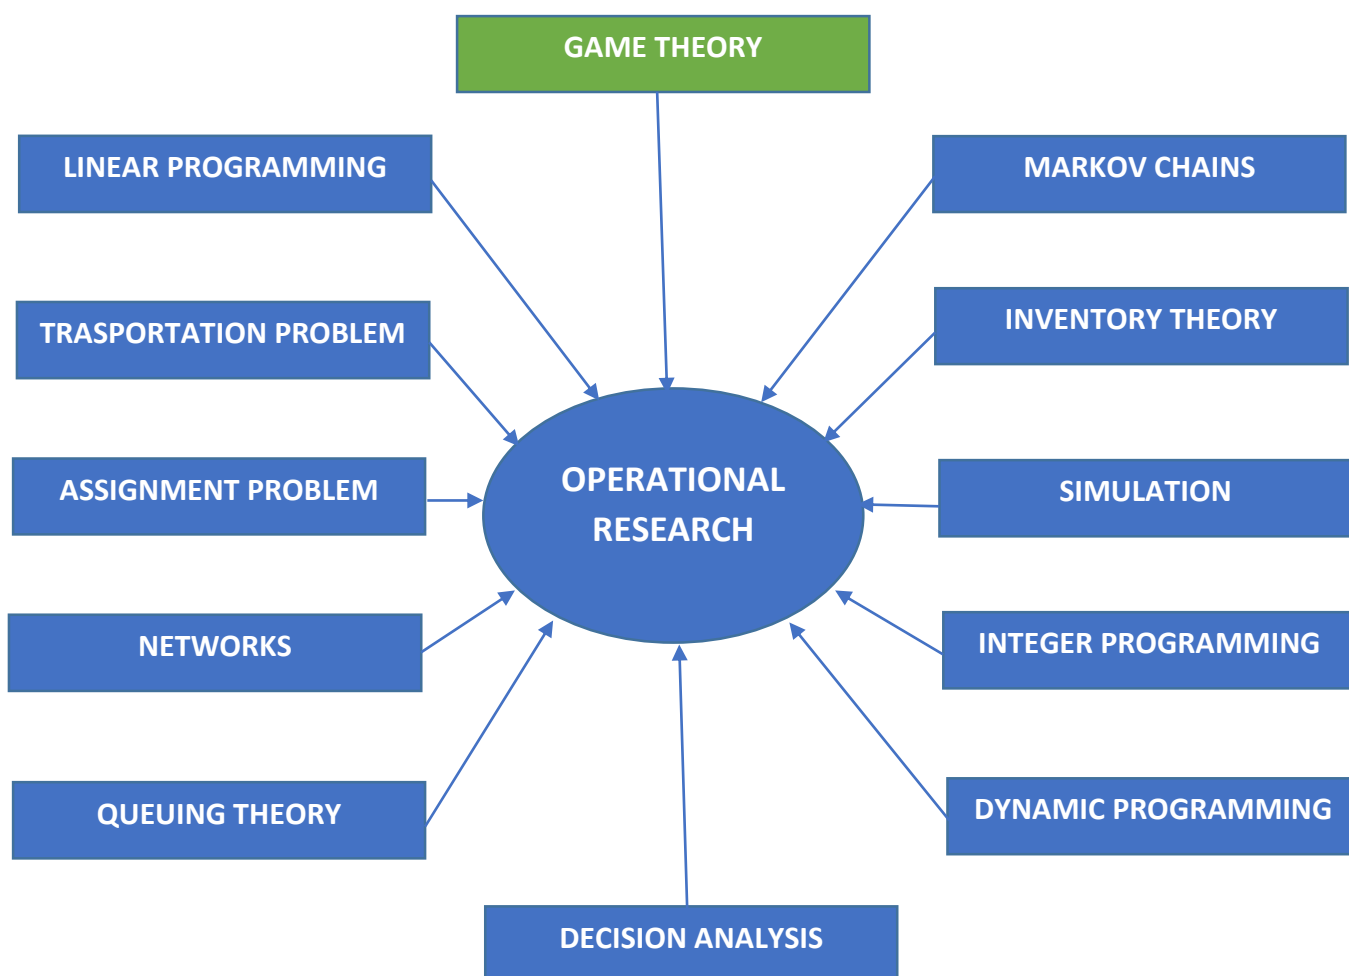 GAME THEORY
LINEAR PROGRAMMING
MARKOV CHAINS
TRASPORTATION PROBLEM
INVENTORY THEORY
ASSIGNMENT PROBLEM
OPERATIONAL
RESEARCH
SIMULATION
NETWORKS
INTEGER PROGRAMMING
QUEUING THEORY
DYNAMIC PROGRAMMING
DECISION ANALYSIS